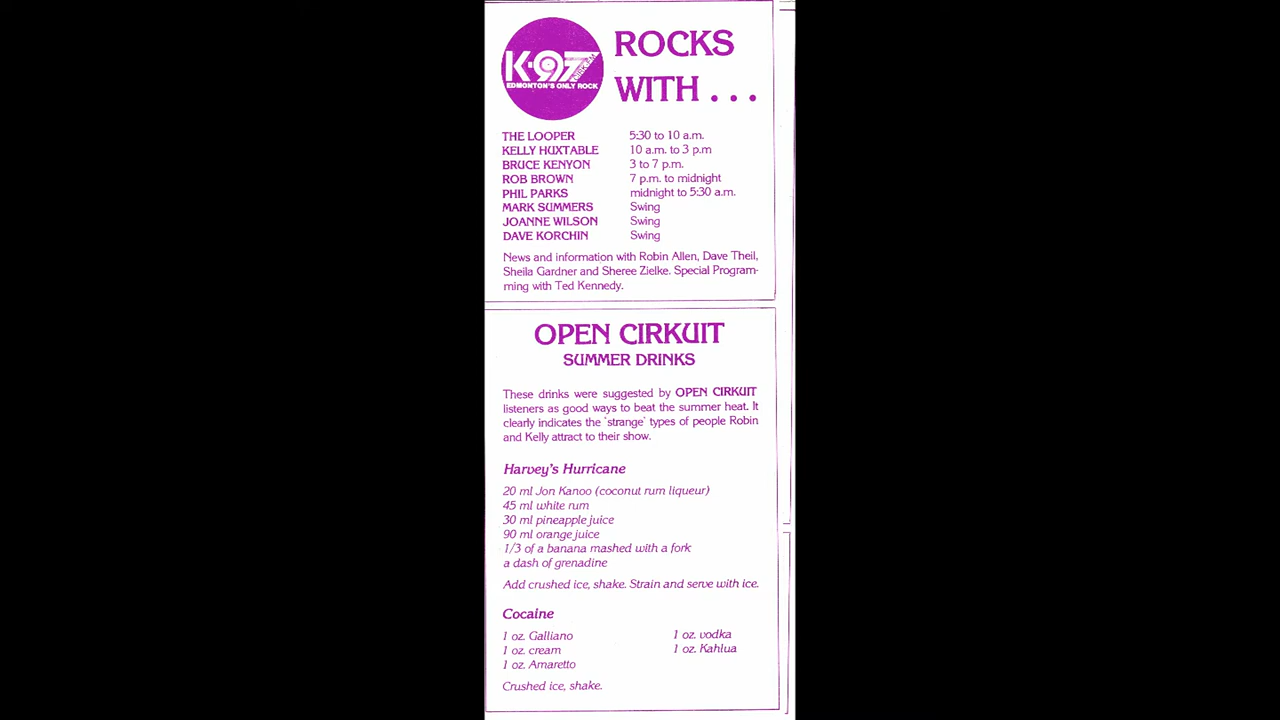 K-97
CIRK-FM
EDMONTON'S ONLY ROCK
ROCKS
WITH . . .
THE LOOPER 5:30 to 10 a.m.
KELLY HUXTABLE 10 a.m. to 3 p.m
BRUCE KENYON 3 to 7 p.m.
ROB BROWN 7 p.m. to midnight
PHIL PARKS midnight to 5:30 a.m.
MARK SUMMERS Swing
JOANNE WILSON Swing
DAVE KORCHIN Swing
News and information with Robin Allen, Dave Theil,
Sheila Gardner and Sheree Zielke. Special Program-
ming with Ted Kennedy.
OPEN CIRKUIT
SUMMER DRINKS
These drinks were suggested by OPEN CIRKUIT
listeners as good ways to beat the summer heat. It
clearly indicates the 'strange' types of people Robin
and Kelly attract to their show.
Harvey's Hurricane
20 ml Jon Kanoo (coconut rum liqueur)
45 ml white rum
30 ml pineapple juice
90 ml orange juice
1/3 of a banana mashed with a fork
a dash of grenadine
Add crushed ice, shake. Strain and serve with ice.
Cocaine
1 oz. Galliano 1 oz. vodka
1 oz. cream 1 oz. Kahlua
1 oz. Amaretto
Crushed ice, shake.